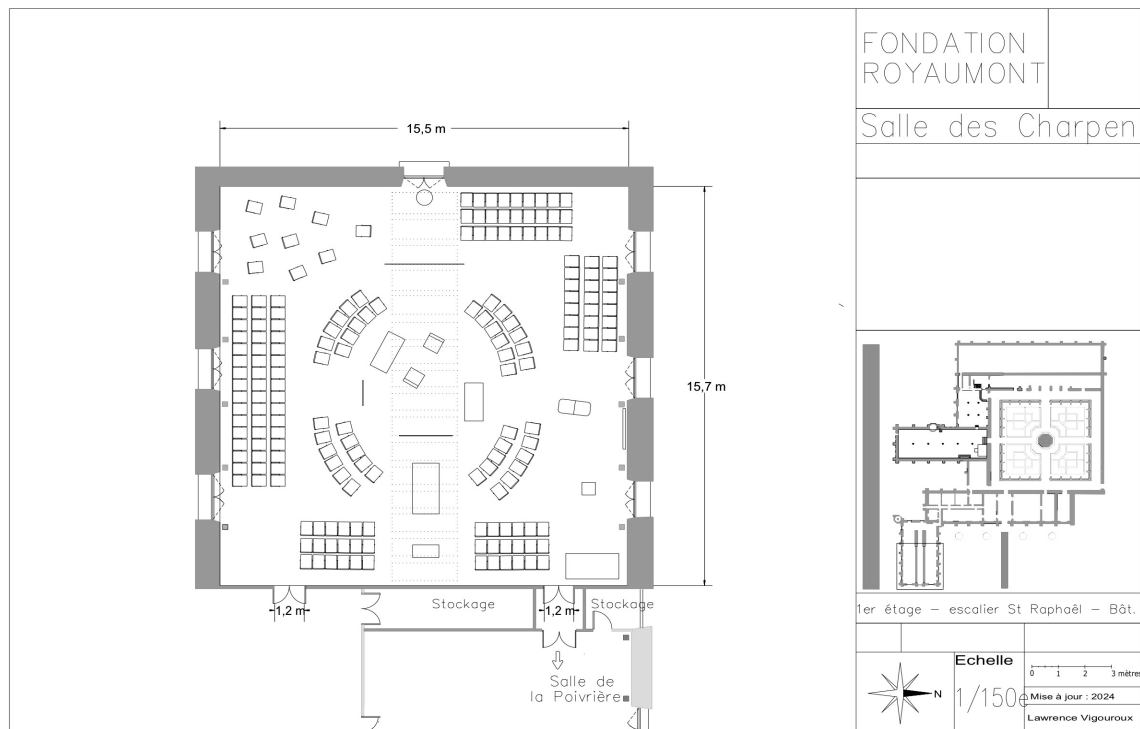 FONDATION
ROYAUMONT
Salle des Charpen
15,5 m
15,7 m
Stockage
Stockage
1,2 m
1,2 m
Salle de
la Poivrière
1er étage – escalier St Raphaël – Bât.
Echelle
1/150e
0 1 2 3 mètres
N
Mise à jour : 2024
Lawrence Vigouroux